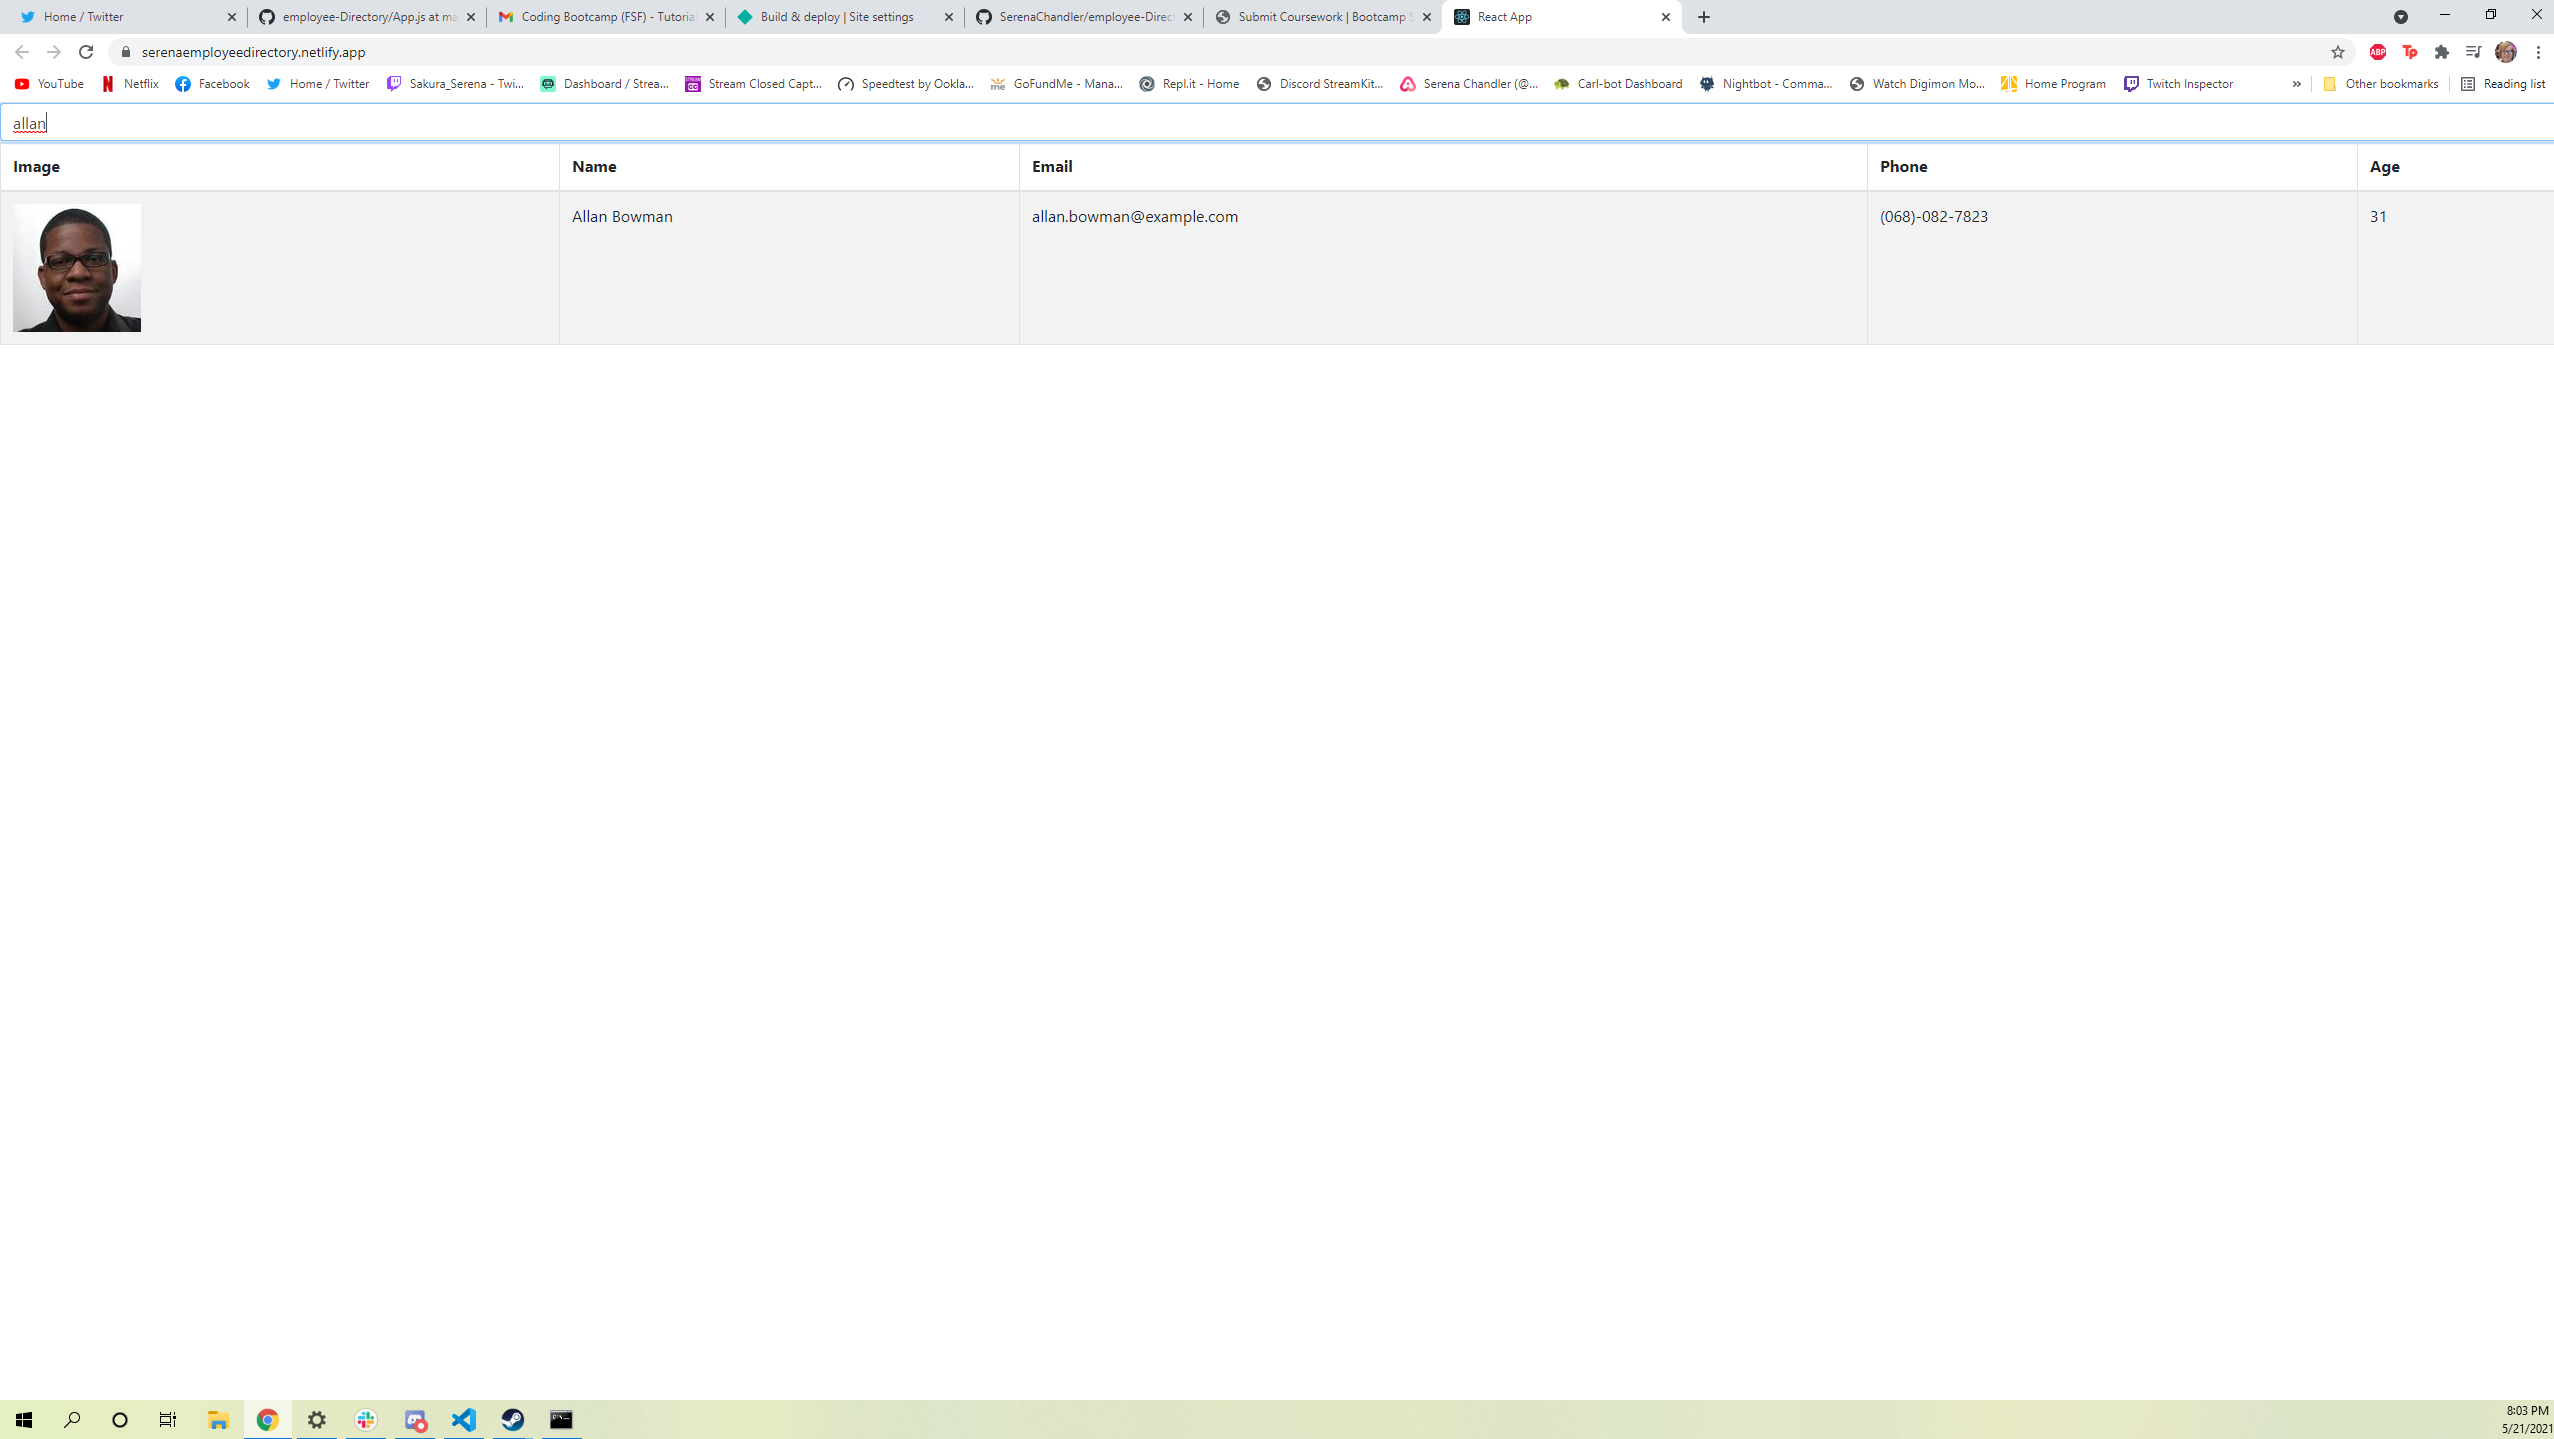 Home / Twitter employee-Directory/App.js at ma Coding Bootcamp (FSF) - Tutorial Build & deploy | Site settings SerenaChandler/employee-Direct Submit Coursework | Bootcamp S React App
serenaemployeedirectory.netlify.app ABP Tp
YouTube Netflix Facebook Home / Twitter Sakura_Serena - Twi... Dashboard / Strea... Stream Closed Capt... Speedtest by Ookla... GoFundMe - Mana... Repl.it - Home Discord StreamKit... Serena Chandler (@... Carl-bot Dashboard Nightbot - Comma... Watch Digimon Mo... Home Program Twitch Inspector » Other bookmarks Reading list
allan
Image Name Email Phone Age
Allan Bowman allan.bowman@example.com (068)-082-7823 31
8:03 PM
5/21/2021